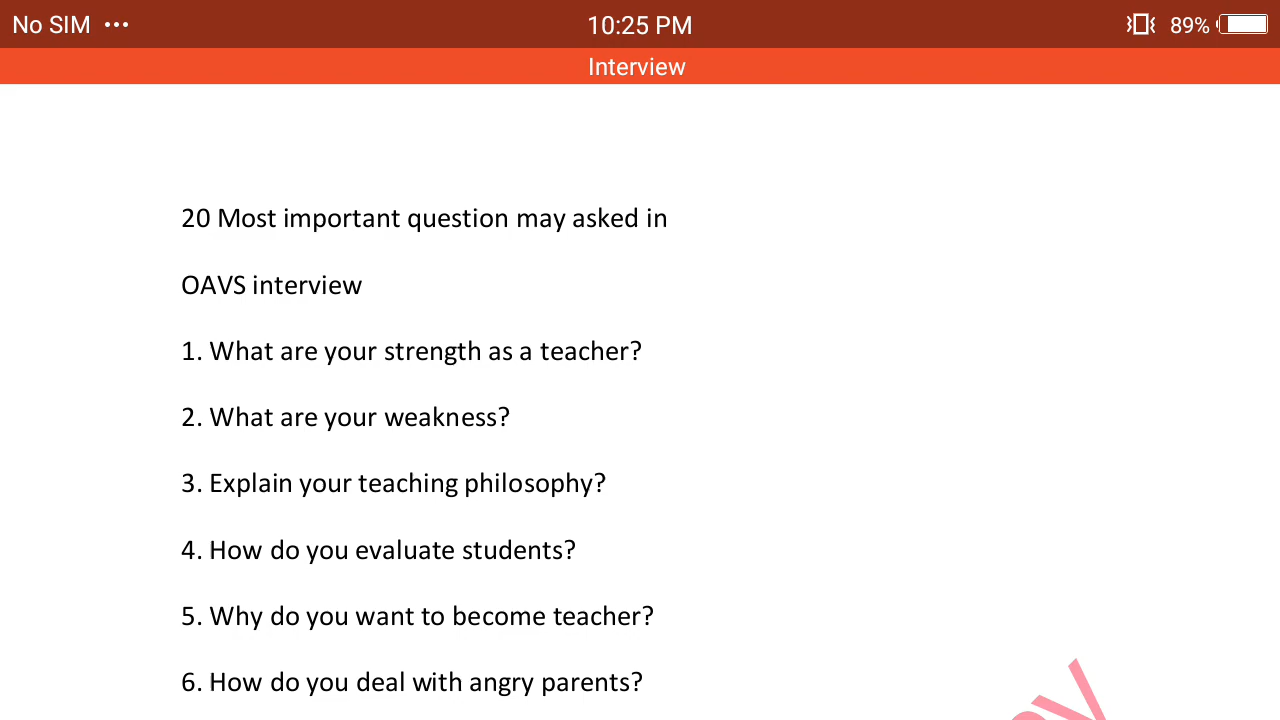 No SIM ••• 10:25 PM 89%
Interview
20 Most important question may asked in
OAVS interview
1. What are your strength as a teacher?
2. What are your weakness?
3. Explain your teaching philosophy?
4. How do you evaluate students?
5. Why do you want to become teacher?
6. How do you deal with angry parents?